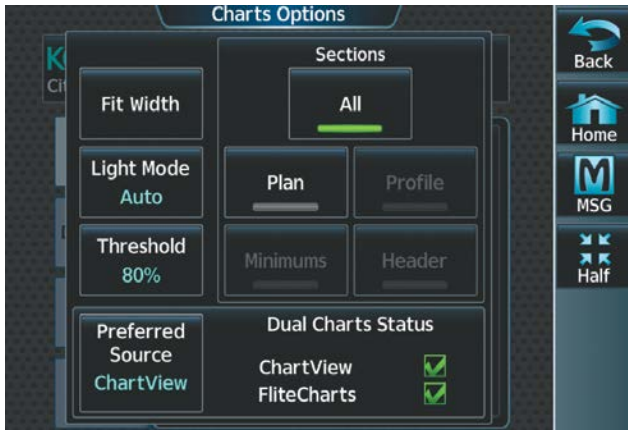 Charts Options
K
Cit
Fit Width
Light Mode
Auto
Threshold
80%
Sections
All
Plan
Profile
Minimums
Header
Preferred
Source
ChartView
Dual Charts Status
ChartView
FliteCharts
Back
Home
MSG
Half